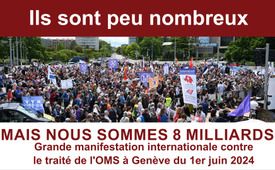 Ils sont peu nombreux
MAIS NOUS SOMMES 8 MILLIARDS
Grande manifestation internationale contre
le traité de l'OMS à Genève du 1er juin 2024